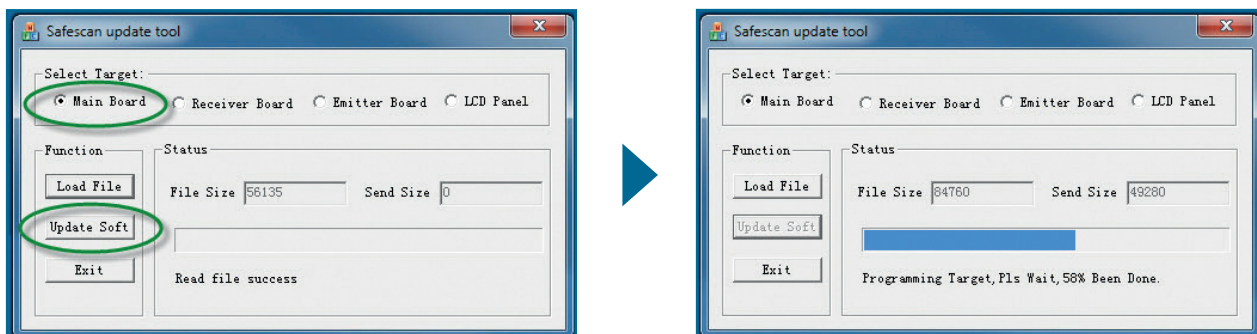 Safescan update tool
Select Target:
Main Board Receiver Board Emitter Board LCD Panel
Function
Load File
Update Soft
Exit
Status
File Size 56135 Send Size 0
Read file success
Safescan update tool
Select Target:
Main Board Receiver Board Emitter Board LCD Panel
Function
Load File
Update Soft
Exit
Status
File Size 84760 Send Size 49280
Programming Target,Pls Wait,58% Been Done.